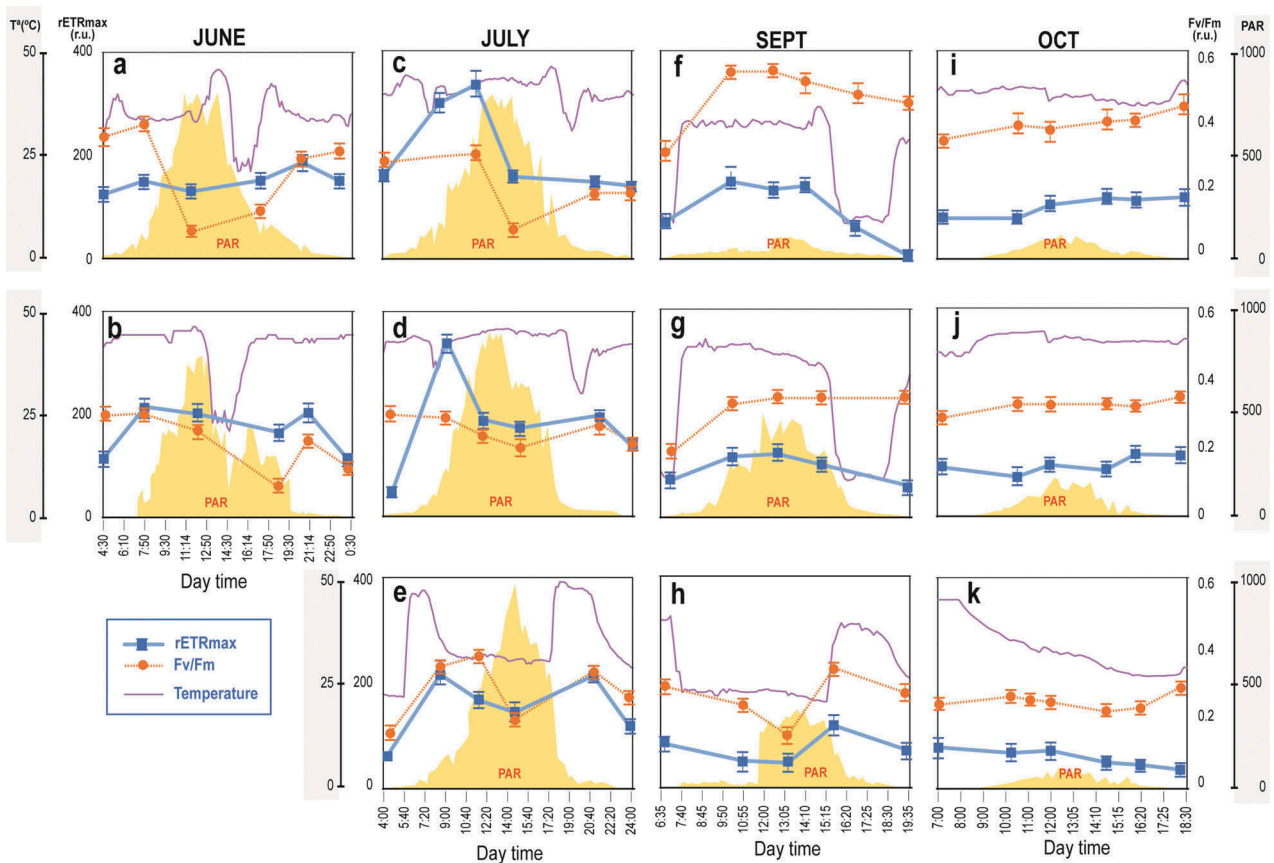 Tª(ºC)
rETRmax
(r.u.)
JUNE
JULY
SEPT
OCT
Fv/Fm
(r.u.)
PAR
50
25
0
400
200
0
a
PAR
c
PAR
f
PAR
i
PAR
0.6
0.4
0.2
0
1000
500
0
50
25
0
400
200
0
b
PAR
d
PAR
g
PAR
j
PAR
0.6
0.4
0.2
0
1000
500
0
4:30
6:10
7:50
9:30
11:14
12:50
14:30
16:14
17:50
19:30
21:14
22:50
0:30
Day time
50
25
0
400
200
0
e
PAR
h
PAR
k
PAR
0.6
0.4
0.2
0
1000
500
0
rETRmax
Fv/Fm
Temperature
4:00
5:40
7:20
9:00
10:40
12:20
14:00
15:40
17:20
19:00
20:40
22:20
24:00
Day time
6:35
7:40
8:45
9:50
10:55
12:00
13:05
14:10
15:15
16:20
17:25
18:30
19:35
Day time
7:00
8:00
9:00
10:00
11:00
12:00
13:05
14:10
15:15
16:20
17:25
18:30
Day time